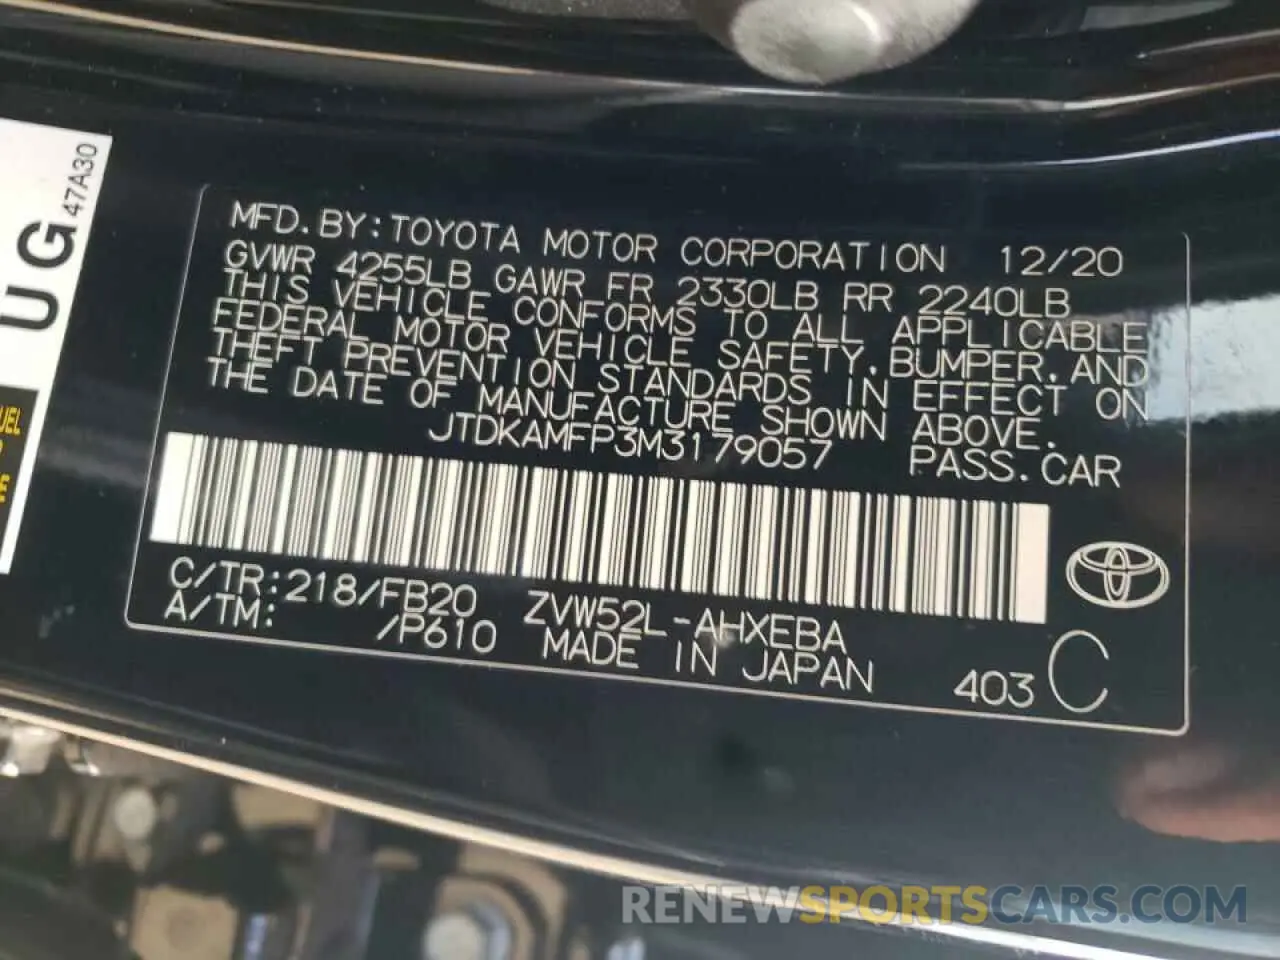 47A30
UG
UEL
MFD.BY:TOYOTA MOTOR CORPORATION 12/20
GVWR 4255LB GAWR FR 2330LB RR 2240LB
THIS VEHICLE CONFORMS TO ALL APPLICABLE
FEDERAL MOTOR VEHICLE SAFETY,BUMPER,AND
THEFT PREVENTION STANDARDS IN EFFECT ON
THE DATE OF MANUFACTURE SHOWN ABOVE.
JTDKAMFP3M3179057 PASS.CAR
C/TR:218/FB20 ZVW52L-AHXEBA
A/TM: /P610 MADE IN JAPAN 403 C
RENEWSPORTSCARS.COM